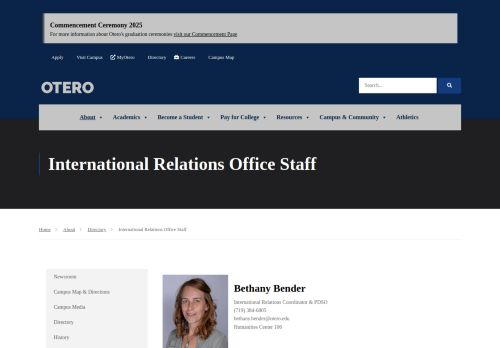 Commencement Ceremony 2025
For more information about Otero's graduation ceremonies visit our Commencement Page
Apply Visit Campus MyOtero Directory Careers Campus Map
OTERO
Search...
About Academics Become a Student Pay for College Resources Campus & Community Athletics
International Relations Office Staff
Home > About > Directory > International Relations Office Staff
Newsroom
Campus Map & Directions
Campus Media
Directory
History
Bethany Bender
International Relations Coordinator & PDSO
(719) 384-6805
bethany.bender@otero.edu
Humanities Center 106